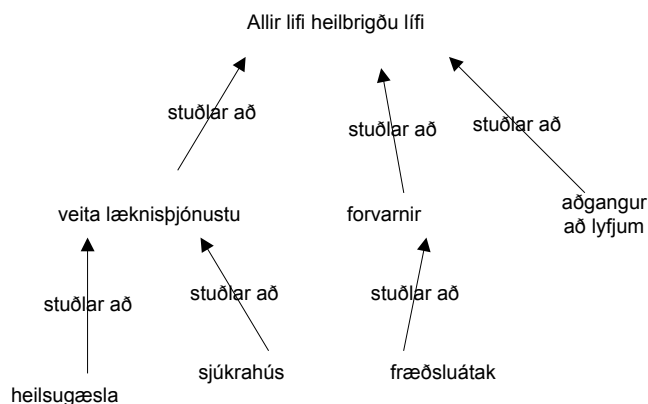 Allir lifi heilbrigðu lífi
stuðlar að
stuðlar að
stuðlar að
veita læknisþjónustu
forvarnir
aðgangur
að lyfjum
stuðlar að
stuðlar að
stuðlar að
sjúkrahús
fræðsluátak
heilsugæsla